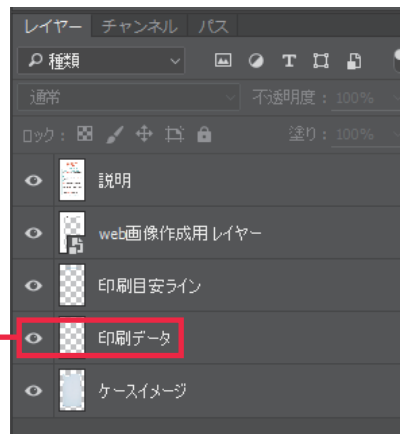 レイヤー チャンネル パス
種類
通常 不透明度: 100%
ロック: 塗り: 100%
説明
web画像作成用レイヤー
印刷目安ライン
印刷データ
ケースイメージ